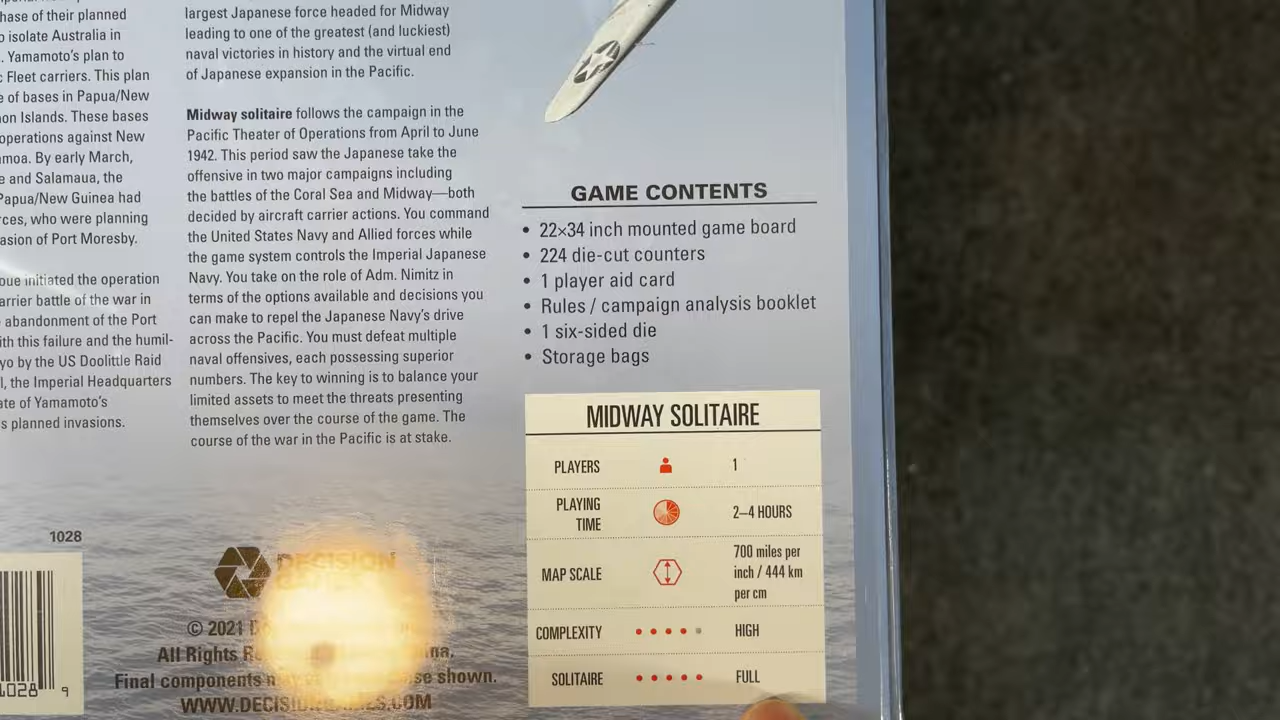 hase of their planned
o isolate Australia in
. Yamamoto's plan to
c Fleet carriers. This plan
e of bases in Papua/New
on Islands. These bases
operations against New
moa. By early March,
e and Salamaua, the
Papua/New Guinea had
rces, who were planning
asion of Port Moresby.
oue initiated the operation
arrier battle of the war in
abandonment of the Port
ith this failure and the humil-
yo by the US Doolittle Raid
l, the Imperial Headquarters
ate of Yamamoto's
s planned invasions.
largest Japanese force headed for Midway
leading to one of the greatest (and luckiest)
naval victories in history and the virtual end
of Japanese expansion in the Pacific.
Midway solitaire follows the campaign in the
Pacific Theater of Operations from April to June
1942. This period saw the Japanese take the
offensive in two major campaigns including
the battles of the Coral Sea and Midway—both
decided by aircraft carrier actions. You command
the United States Navy and Allied forces while
the game system controls the Imperial Japanese
Navy. You take on the role of Adm. Nimitz in
terms of the options available and decisions you
can make to repel the Japanese Navy's drive
across the Pacific. You must defeat multiple
naval offensives, each possessing superior
numbers. The key to winning is to balance your
limited assets to meet the threats presenting
themselves over the course of the game. The
course of the war in the Pacific is at stake.
GAME CONTENTS
• 22×34 inch mounted game board
• 224 die-cut counters
• 1 player aid card
• Rules / campaign analysis booklet
• 1 six-sided die
• Storage bags
MIDWAY SOLITAIRE
PLAYERS 1
PLAYING TIME 2–4 HOURS
MAP SCALE 700 miles per inch / 444 km per cm
COMPLEXITY HIGH
SOLITAIRE FULL
1028
1028 9
DECISION
© 2021
All Rights
Final components shown.